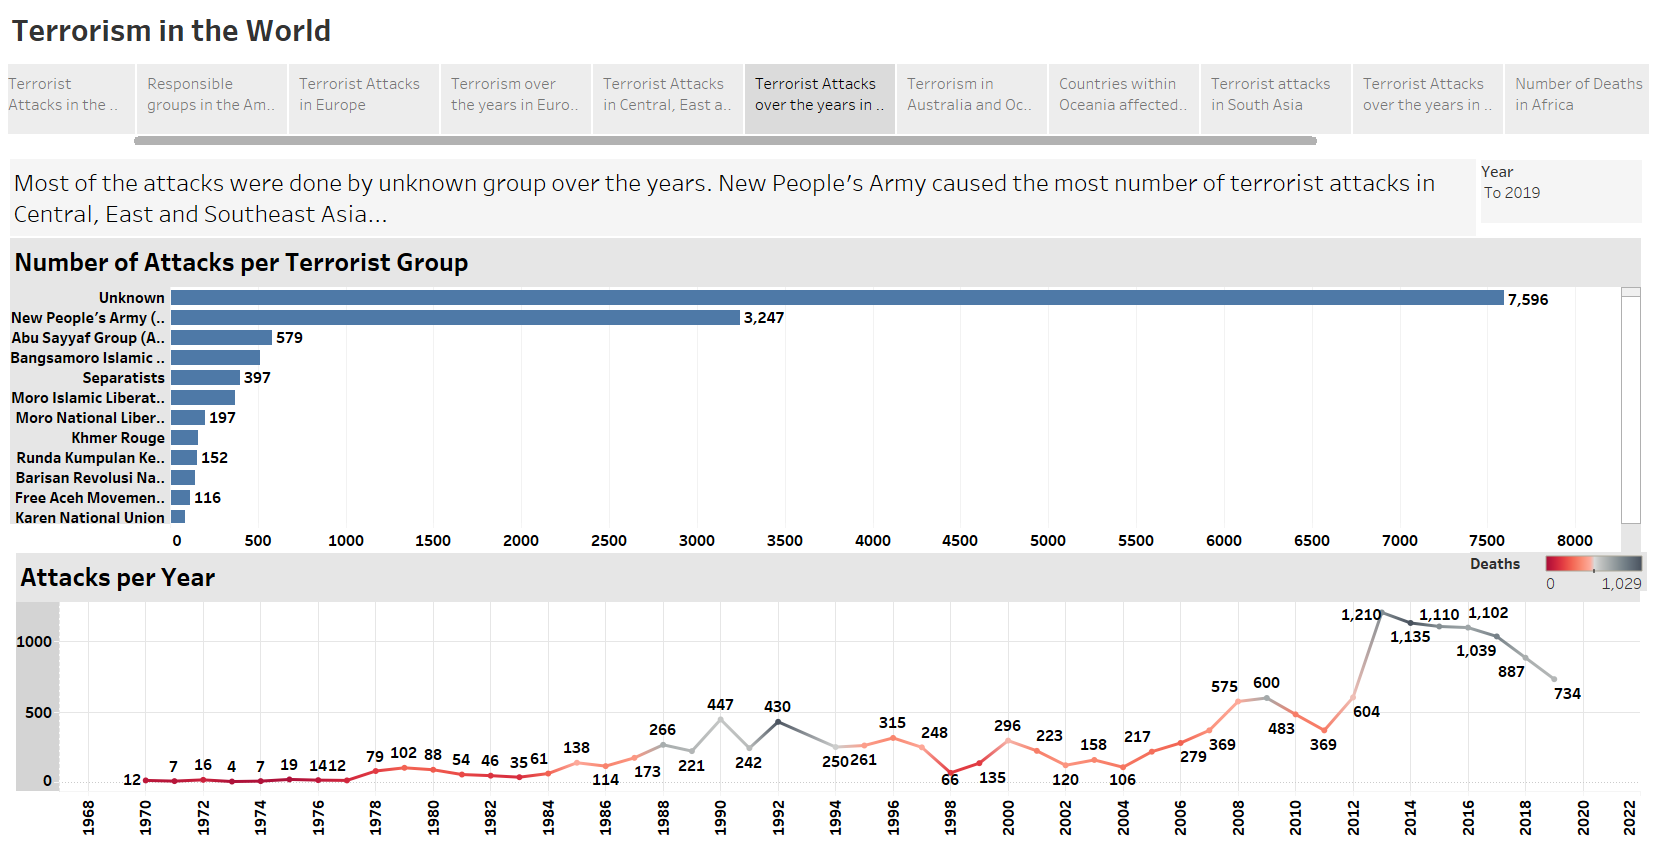 Terrorism in the World
Terrorist
Attacks in the ..
Responsible
groups in the Am..
Terrorist Attacks
in Europe
Terrorism over
the years in Euro..
Terrorist Attacks
in Central, East a..
Terrorist Attacks
over the years in ..
Terrorism in
Australia and Oc..
Countries within
Oceania affected..
Terrorist attacks
in South Asia
Terrorist Attacks
over the years in ..
Number of Deaths
in Africa
Most of the attacks were done by unknown group over the years. New People's Army caused the most number of terrorist attacks in
Central, East and Southeast Asia...
Year
To 2019
Number of Attacks per Terrorist Group
Unknown 7,596
New People's Army (.. 3,247
Abu Sayyaf Group (A.. 579
Bangsamoro Islamic ..
Separatists 397
Moro Islamic Liberat..
Moro National Liber.. 197
Khmer Rouge
Runda Kumpulan Ke.. 152
Barisan Revolusi Na..
Free Aceh Movemen.. 116
Karen National Union
0 500 1000 1500 2000 2500 3000 3500 4000 4500 5000 5500 6000 6500 7000 7500 8000
Attacks per Year
Deaths
0 1,029
1000
500
0
12 7 16 4 7 19 14 12 79 102 88 54 46 35 61 138 114 173 266 221 447 242 430 250 261 315 248 66 135 296 223 120 158 106 217 279 369 575 600 483 369 604 1,210 1,135 1,110 1,102 1,039 887 734
1968 1970 1972 1974 1976 1978 1980 1982 1984 1986 1988 1990 1992 1994 1996 1998 2000 2002 2004 2006 2008 2010 2012 2014 2016 2018 2020 2022